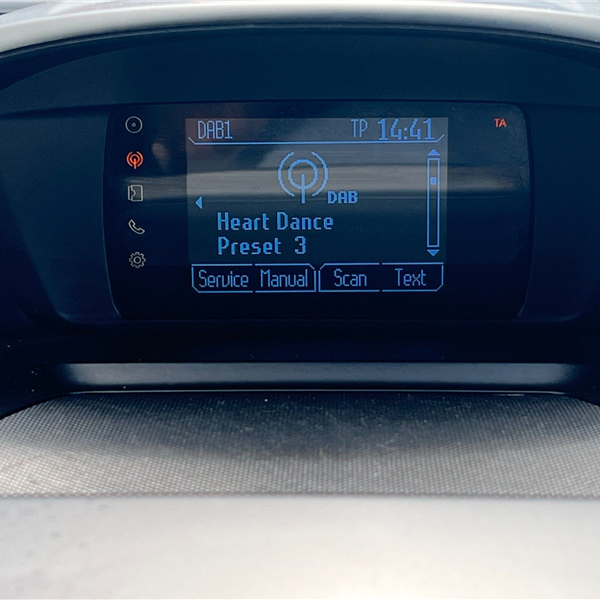 DAB1 TP 14:41 TA
DAB
Heart Dance
Preset 3
Service Manual Scan Text